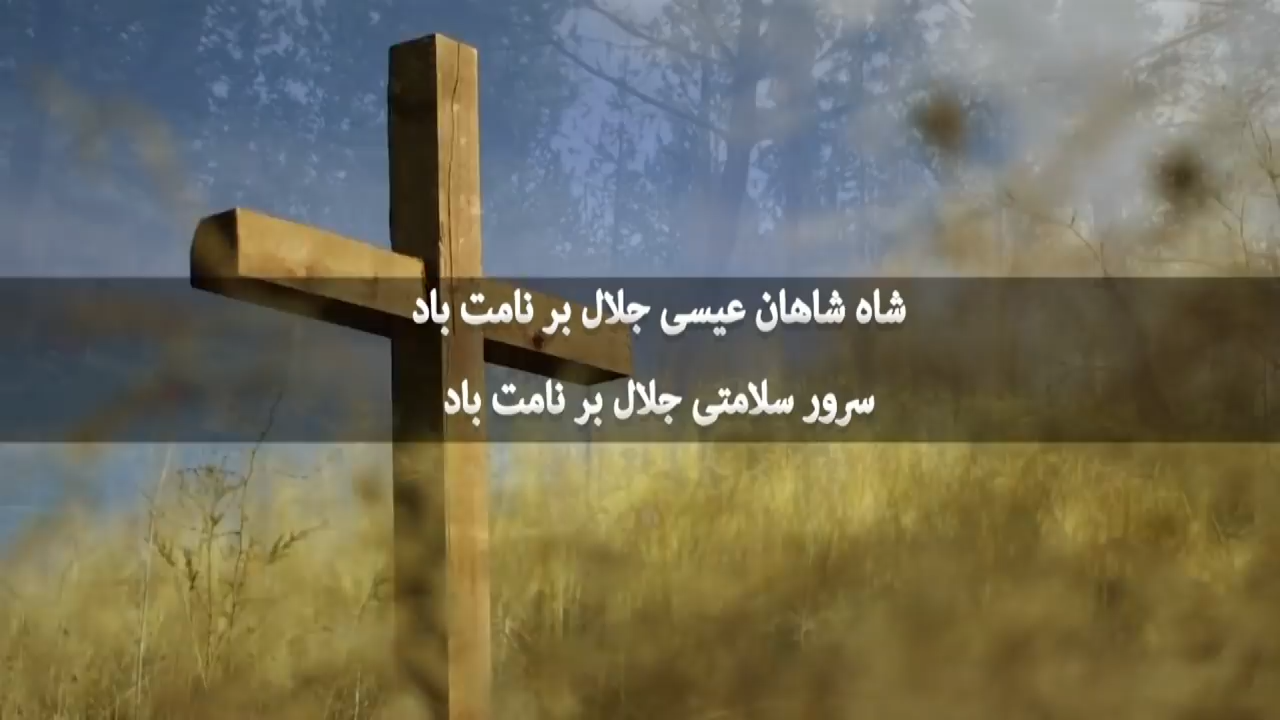 شاه شاهان عیسی جلال بر نامت باد
سرور سلامتی جلال بر نامت باد